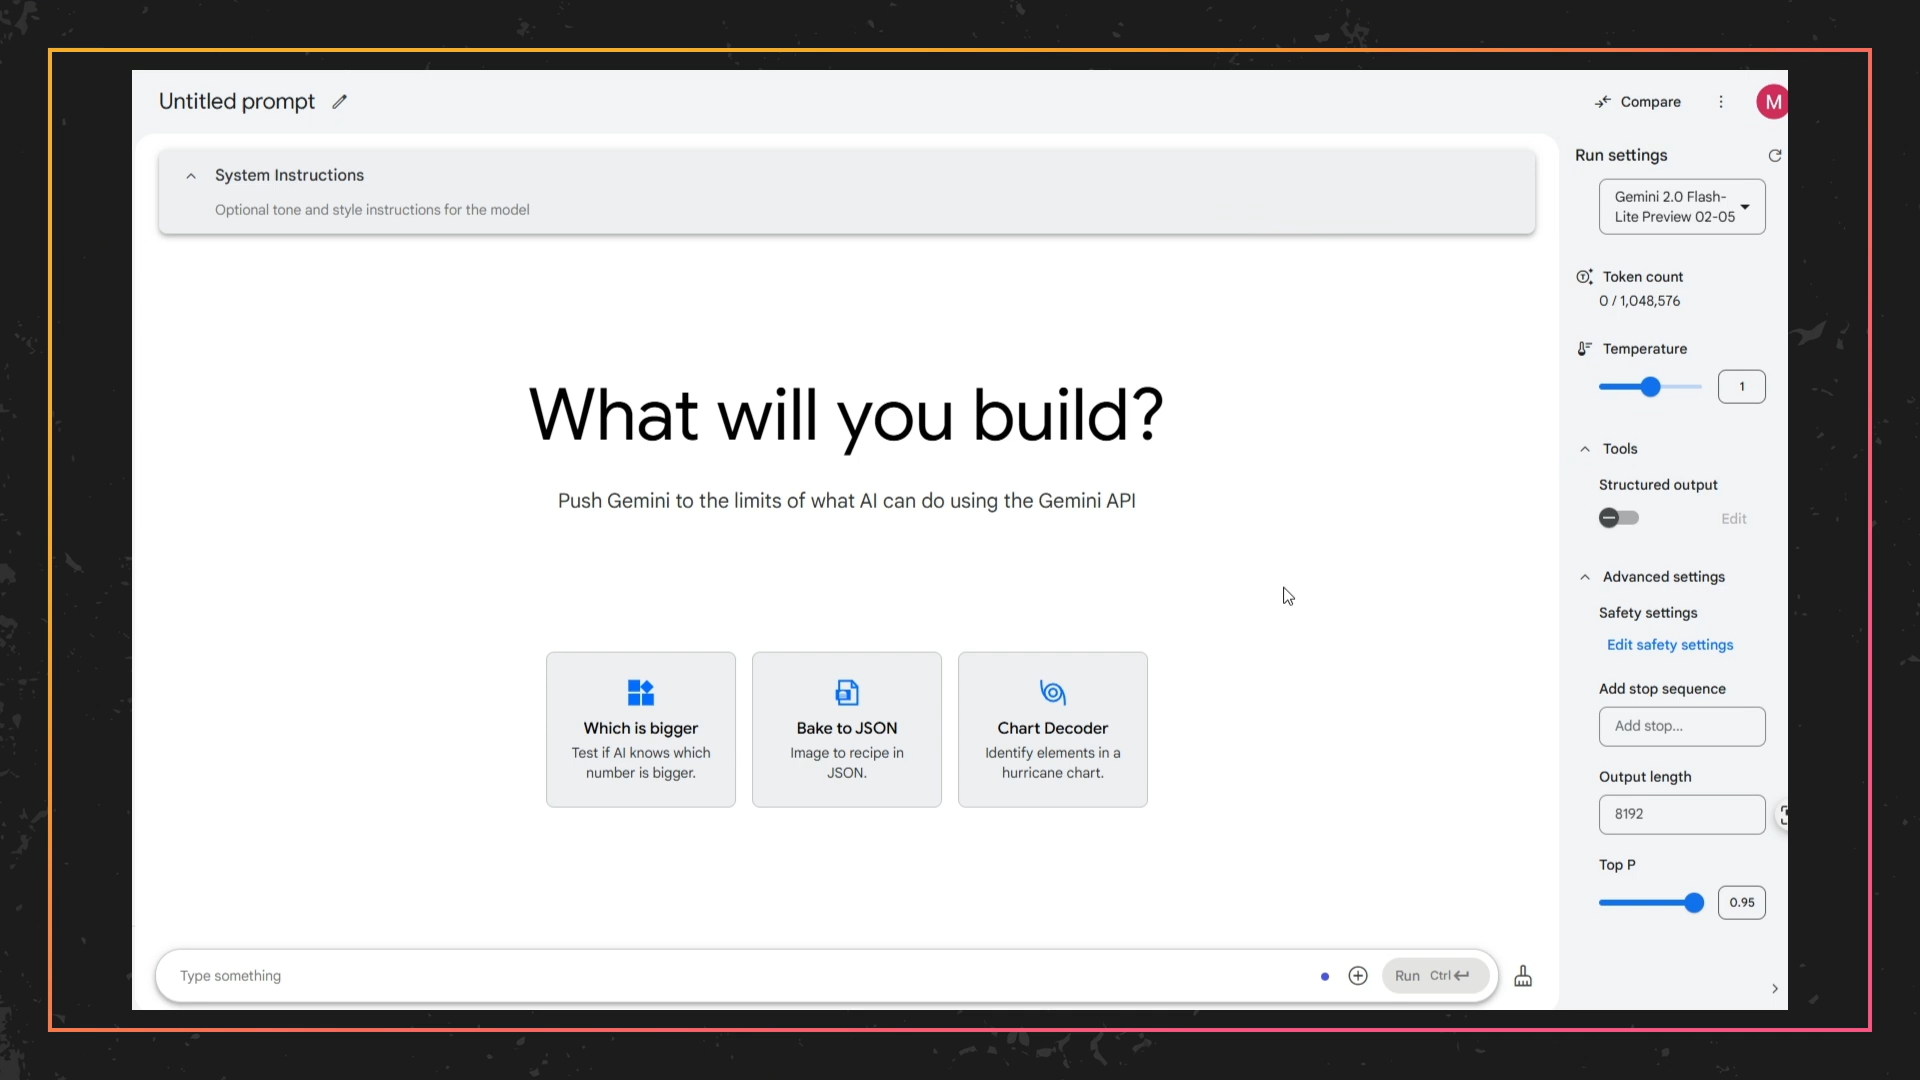 Untitled prompt
Compare
M
System Instructions
Optional tone and style instructions for the model
What will you build?
Push Gemini to the limits of what AI can do using the Gemini API
Which is bigger
Test if AI knows which
number is bigger.
Bake to JSON
Image to recipe in
JSON.
Chart Decoder
Identify elements in a
hurricane chart.
Type something
Run Ctrl
Run settings
Gemini 2.0 Flash-
Lite Preview 02-05
Token count
0 / 1,048,576
Temperature
1
Tools
Structured output
Edit
Advanced settings
Safety settings
Edit safety settings
Add stop sequence
Add stop...
Output length
8192
Top P
0.95